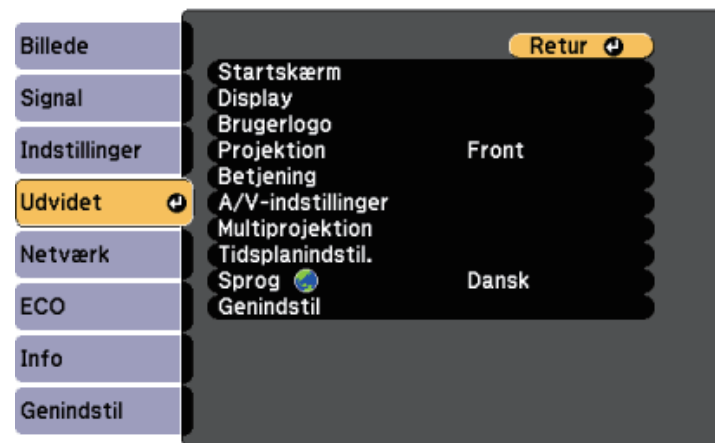 Billede
Signal
Indstillinger
Udvidet
Netværk
ECO
Info
Genindstil
Retur
Startskærm
Display
Brugerlogo
Projektion Front
Betjening
A/V-indstillinger
Multiprojektion
Tidsplanindstil.
Sprog Dansk
Genindstil